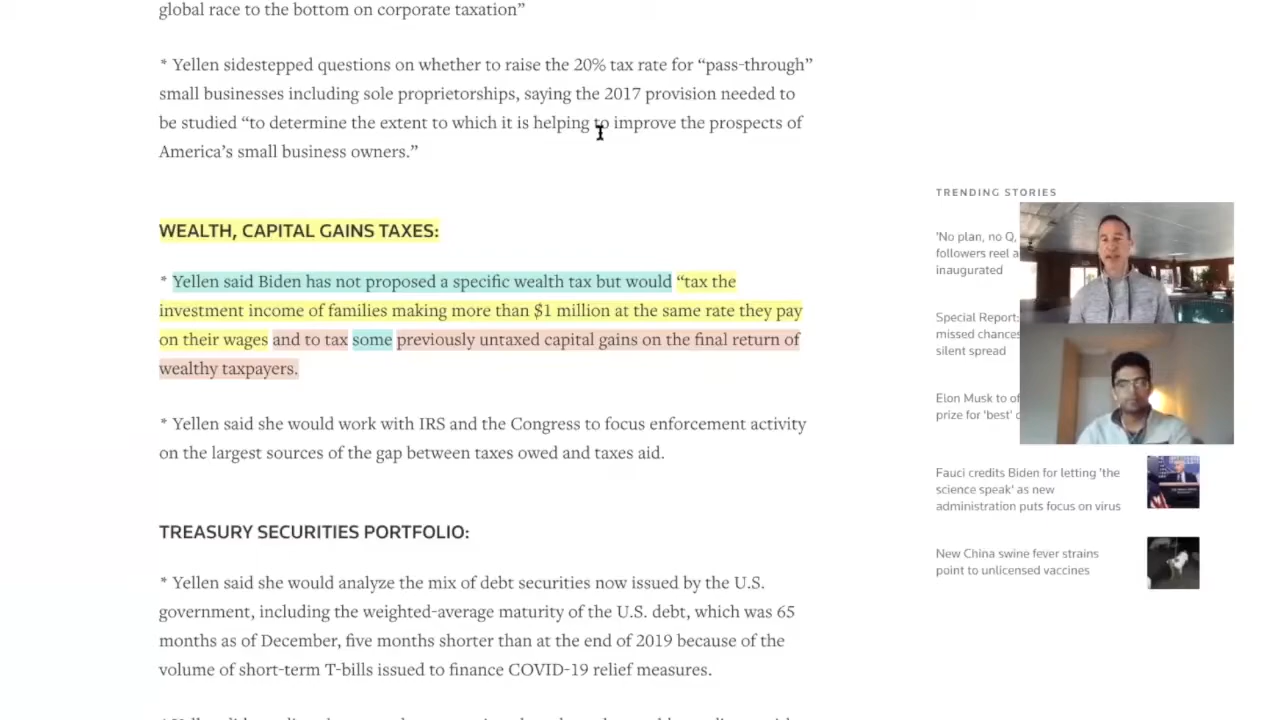 global race to the bottom on corporate taxation”
* Yellen sidestepped questions on whether to raise the 20% tax rate for “pass-through”
small businesses including sole proprietorships, saying the 2017 provision needed to
be studied “to determine the extent to which it is helping to improve the prospects of
America’s small business owners.”
WEALTH, CAPITAL GAINS TAXES:
* Yellen said Biden has not proposed a specific wealth tax but would “tax the
investment income of families making more than $1 million at the same rate they pay
on their wages and to tax some previously untaxed capital gains on the final return of
wealthy taxpayers.
* Yellen said she would work with IRS and the Congress to focus enforcement activity
on the largest sources of the gap between taxes owed and taxes aid.
TREASURY SECURITIES PORTFOLIO:
* Yellen said she would analyze the mix of debt securities now issued by the U.S.
government, including the weighted-average maturity of the U.S. debt, which was 65
months as of December, five months shorter than at the end of 2019 because of the
volume of short-term T-bills issued to finance COVID-19 relief measures.
TRENDING STORIES
'No plan, no Q,
followers reel a
inaugurated
Special Report:
missed chances
silent spread
Elon Musk to of
prize for 'best'
Fauci credits Biden for letting 'the
science speak' as new
administration puts focus on virus
New China swine fever strains
point to unlicensed vaccines